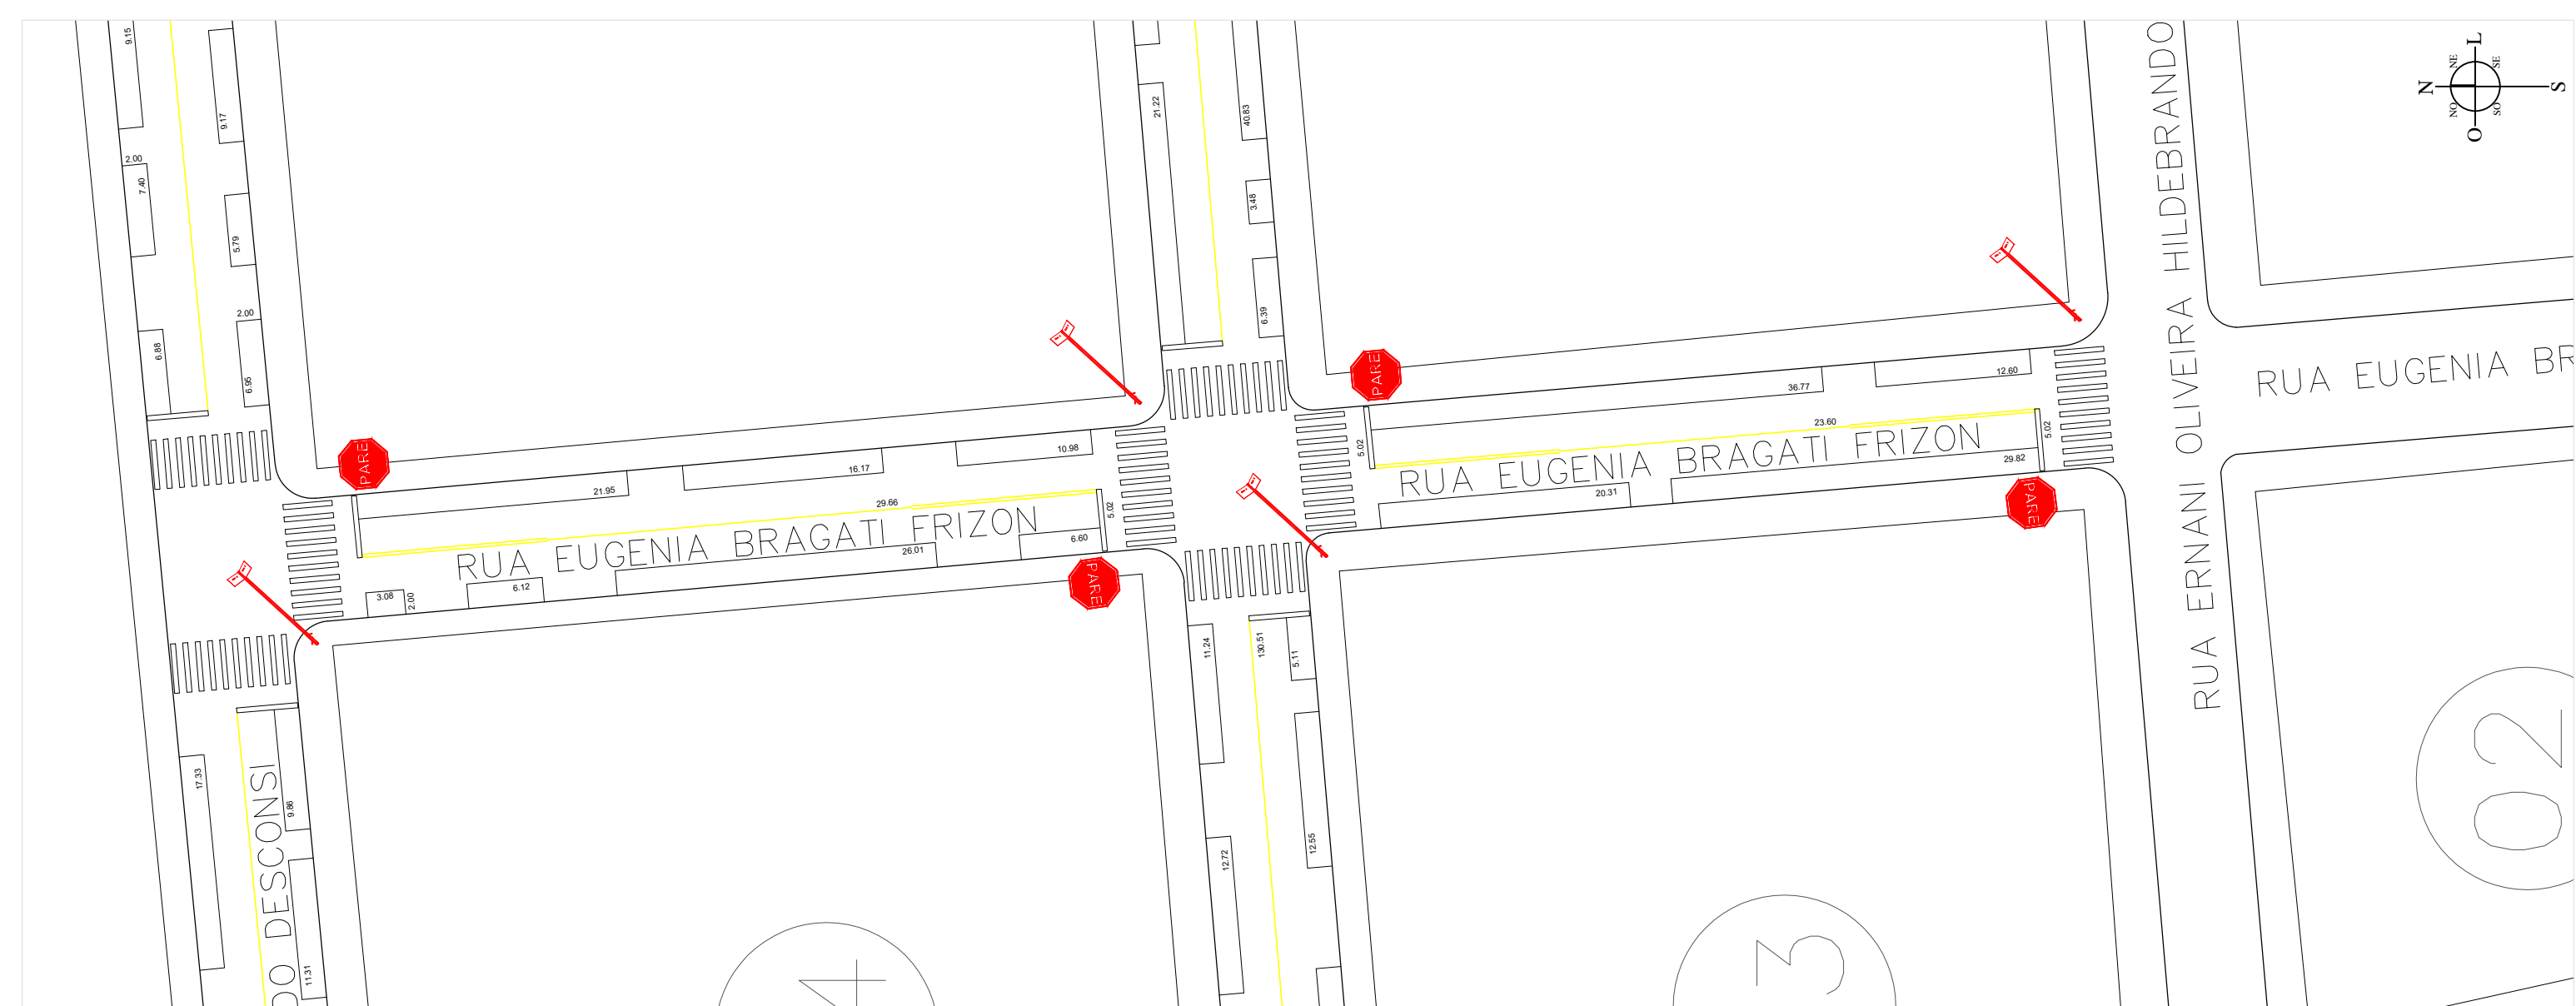 9.15
9.17
2.00
7.40
5.79
2.00
6.88
6.95
21.22
40.83
3.48
6.39
RUA ERNANI OLIVEIRA HILDEBRANDO
N
NE
L
SE
S
SO
O
NO
PARE
PARE
36.77
12.60
23.60
5.02
5.02
RUA EUGENIA BRAGATI FRIZON
20.31
29.82
PARE
RUA EUGENIA BR
21.95
16.17
10.98
29.66
5.02
RUA EUGENIA BRAGATI FRIZON
3.08
2.00
6.12
26.01
6.60
PARE
11.24
130.51
5.11
17.33
9.86
DO DESCONSI
11.31
12.72
12.55
4
3
02